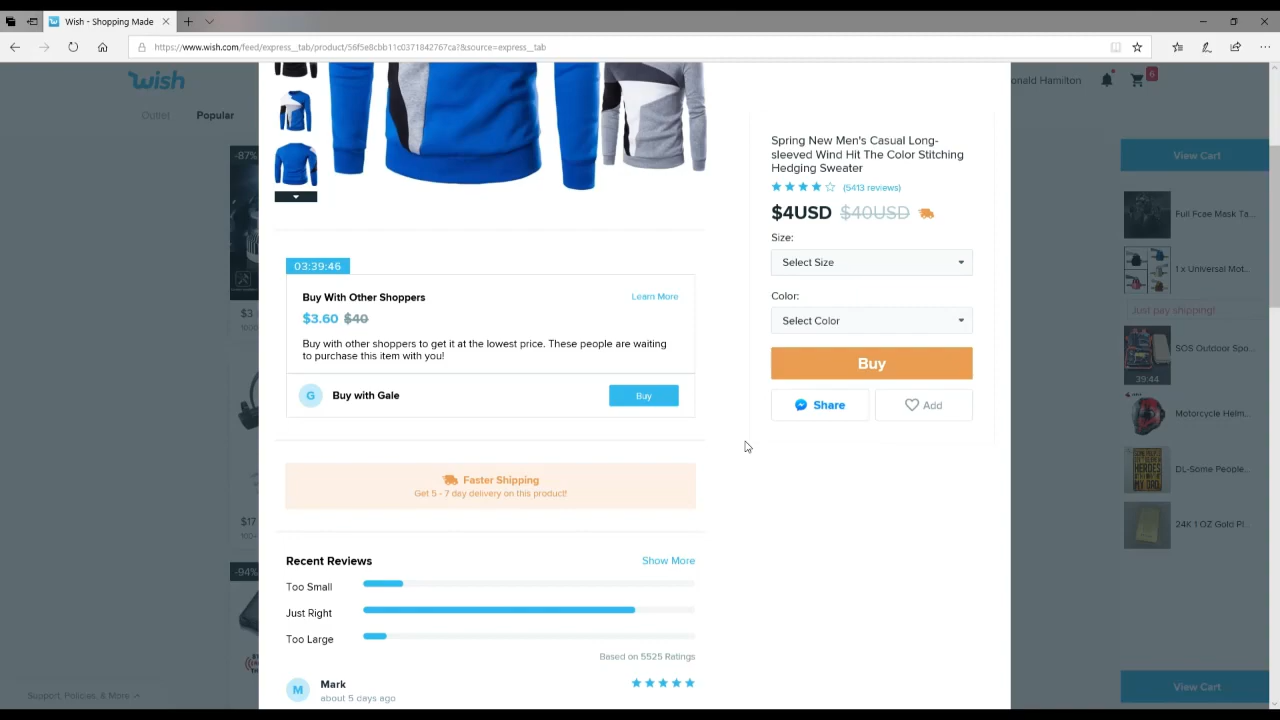 Wish - Shopping Made
https://www.wish.com/feed/express__tab/product/56f5e8cbb11c0371842767ca?&source=express__tab
wish
onald Hamilton
6
Outlet
Popular
-87%
$3
$17
-94%
Support, Policies, & More
03:39:46
Buy With Other Shoppers
Learn More
$3.60 $40
Buy with other shoppers to get it at the lowest price. These people are waiting
to purchase this item with you!
G
Buy with Gale
Buy
Faster Shipping
Get 5 - 7 day delivery on this product!
Recent Reviews
Show More
Too Small
Just Right
Too Large
Based on 5525 Ratings
M
Mark
about 5 days ago
Spring New Men's Casual Long-
sleeved Wind Hit The Color Stitching
Hedging Sweater
(5413 reviews)
$4USD $40USD
Size:
Select Size
Color:
Select Color
Buy
Share
Add
View Cart
Full Fcae Mask Ta...
1 x Universal Mot...
Just pay shipping!
SOS Outdoor Spo...
39:44
Motorcycle Helm...
DL-Some People...
24K 1 OZ Gold Pl...
View Cart